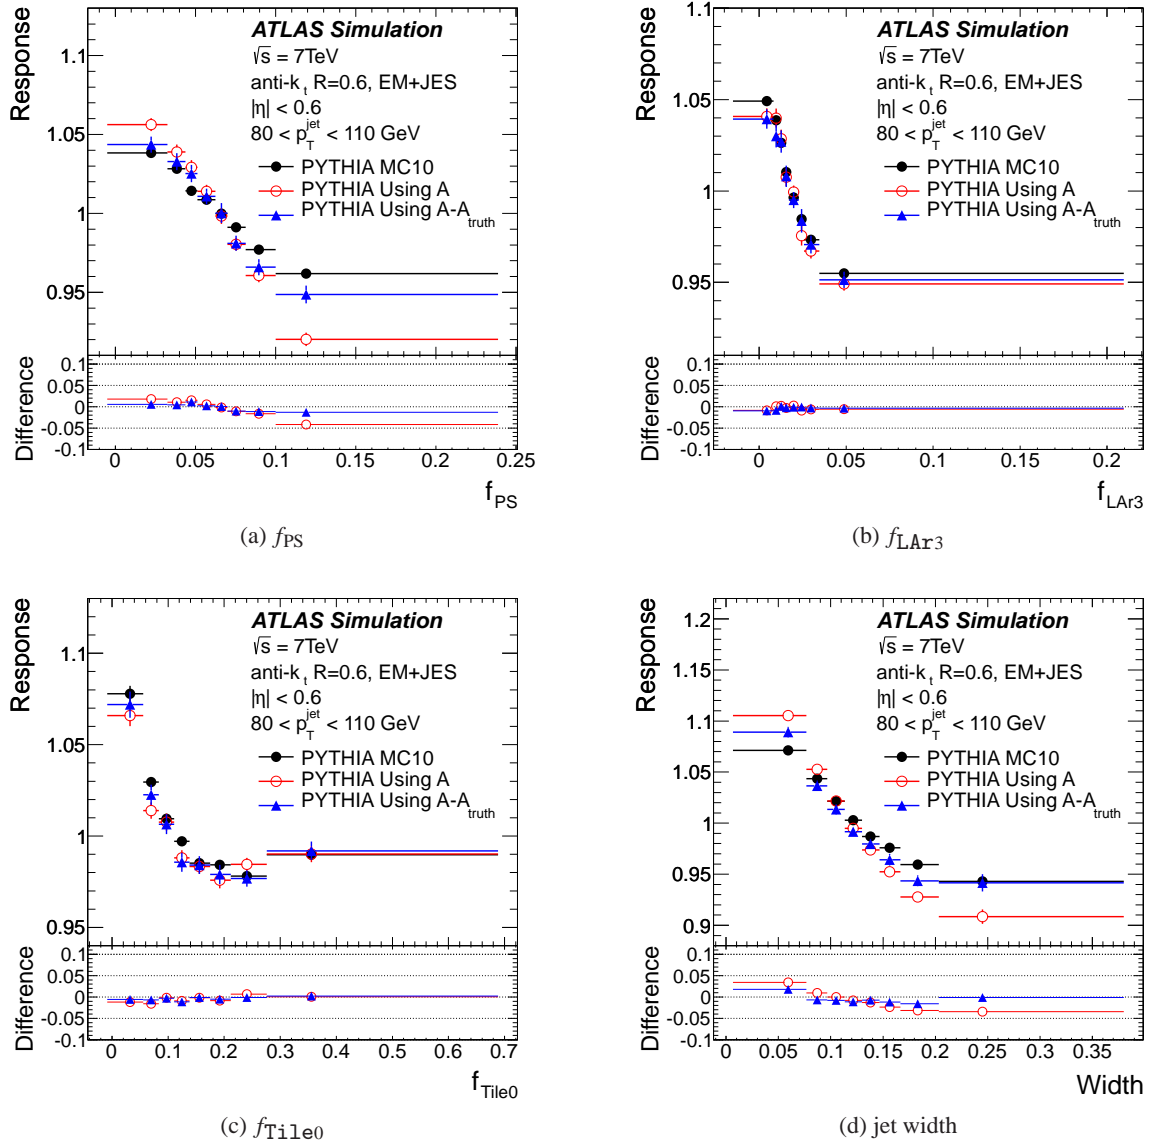 ATLAS Simulation
√s = 7TeV
anti-k_t R=0.6, EM+JES
|η| < 0.6
80 < p_T^jet < 110 GeV
PYTHIA MC10
PYTHIA Using A
PYTHIA Using A-A_truth
Response
1.1
1.05
1
0.95
Difference
0.1
0.05
0
-0.05
-0.1
0 0.05 0.1 0.15 0.2 0.25
f_PS
(a) f_PS
ATLAS Simulation
√s = 7TeV
anti-k_t R=0.6, EM+JES
|η| < 0.6
80 < p_T^jet < 110 GeV
PYTHIA MC10
PYTHIA Using A
PYTHIA Using A-A_truth
Response
1.1
1.05
1
0.95
Difference
0.1
0.05
0
-0.05
-0.1
0 0.05 0.1 0.15 0.2
f_LAr3
(b) f_LAr3
ATLAS Simulation
√s = 7TeV
anti-k_t R=0.6, EM+JES
|η| < 0.6
80 < p_T^jet < 110 GeV
PYTHIA MC10
PYTHIA Using A
PYTHIA Using A-A_truth
Response
1.1
1.05
1
0.95
Difference
0.1
0.05
0
-0.05
-0.1
0 0.1 0.2 0.3 0.4 0.5 0.6 0.7
f_Tile0
(c) f_Tile0
ATLAS Simulation
√s = 7TeV
anti-k_t R=0.6, EM+JES
|η| < 0.6
80 < p_T^jet < 110 GeV
PYTHIA MC10
PYTHIA Using A
PYTHIA Using A-A_truth
Response
1.2
1.15
1.1
1.05
1
0.95
0.9
Difference
0.1
0.05
0
-0.05
-0.1
0 0.05 0.1 0.15 0.2 0.25 0.3 0.35
Width
(d) jet width